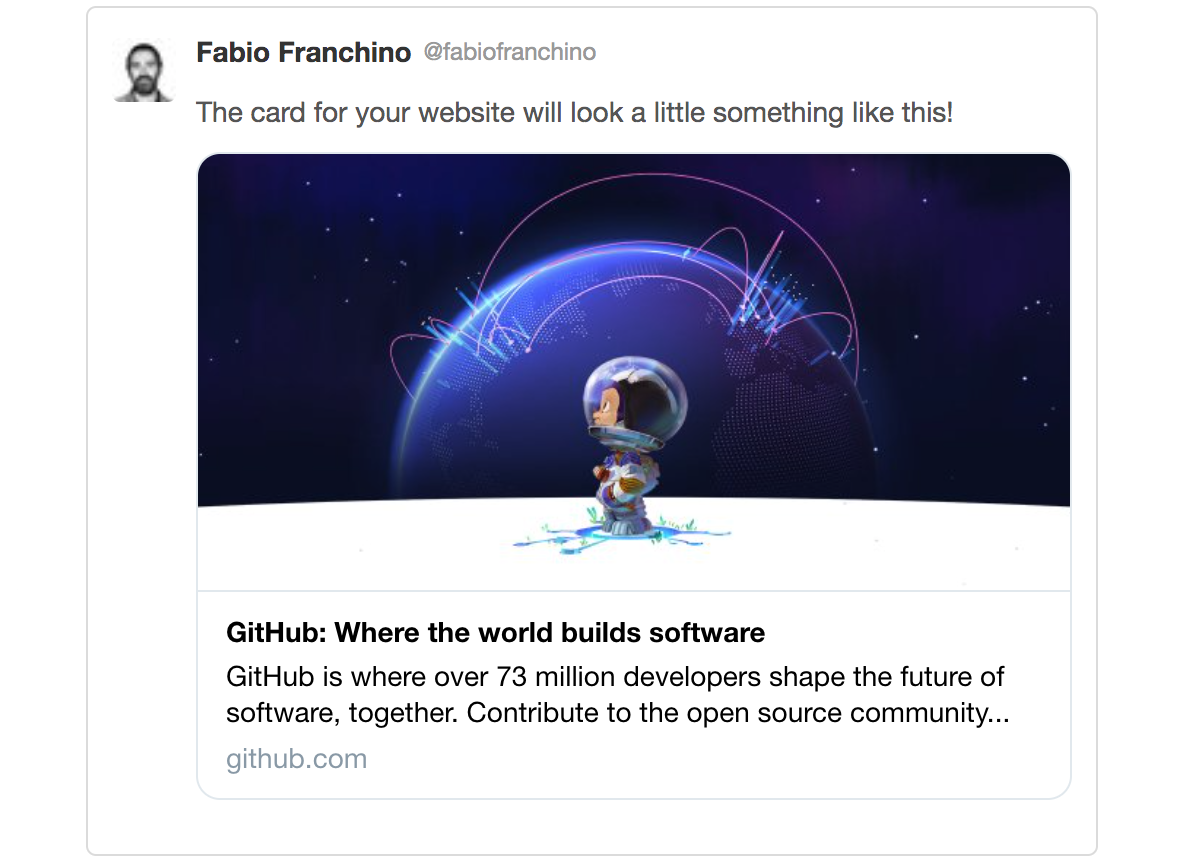 Fabio Franchino @fabiofranchino
The card for your website will look a little something like this!
GitHub: Where the world builds software
GitHub is where over 73 million developers shape the future of
software, together. Contribute to the open source community...
github.com